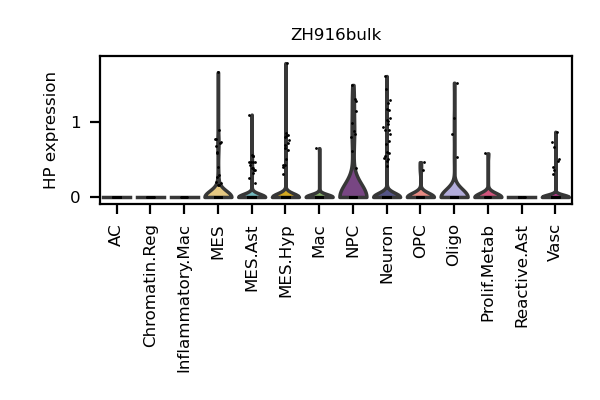 ZH916bulk
HP expression
1
0
AC
Chromatin.Reg
Inflammatory.Mac
MES
MES.Ast
MES.Hyp
Mac
NPC
Neuron
OPC
Oligo
Prolif.Metab
Reactive.Ast
Vasc